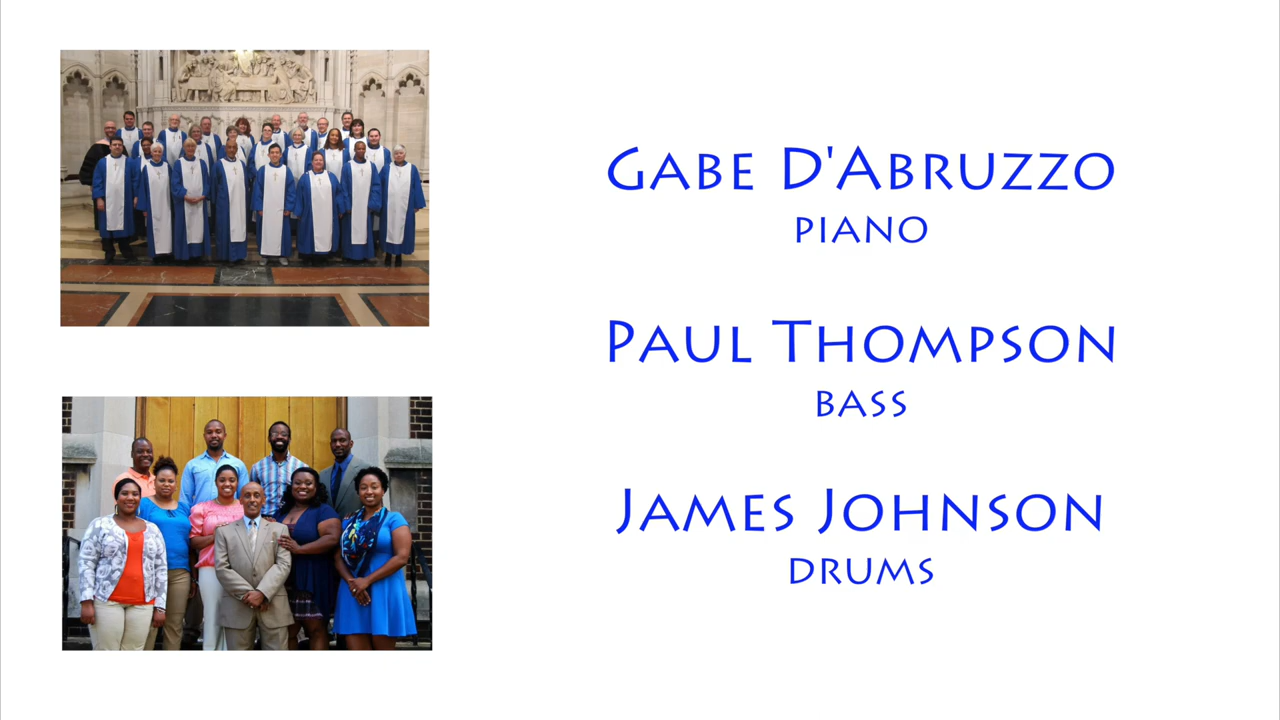 Gabe D'Abruzzo
piano
Paul Thompson
bass
James Johnson
drums